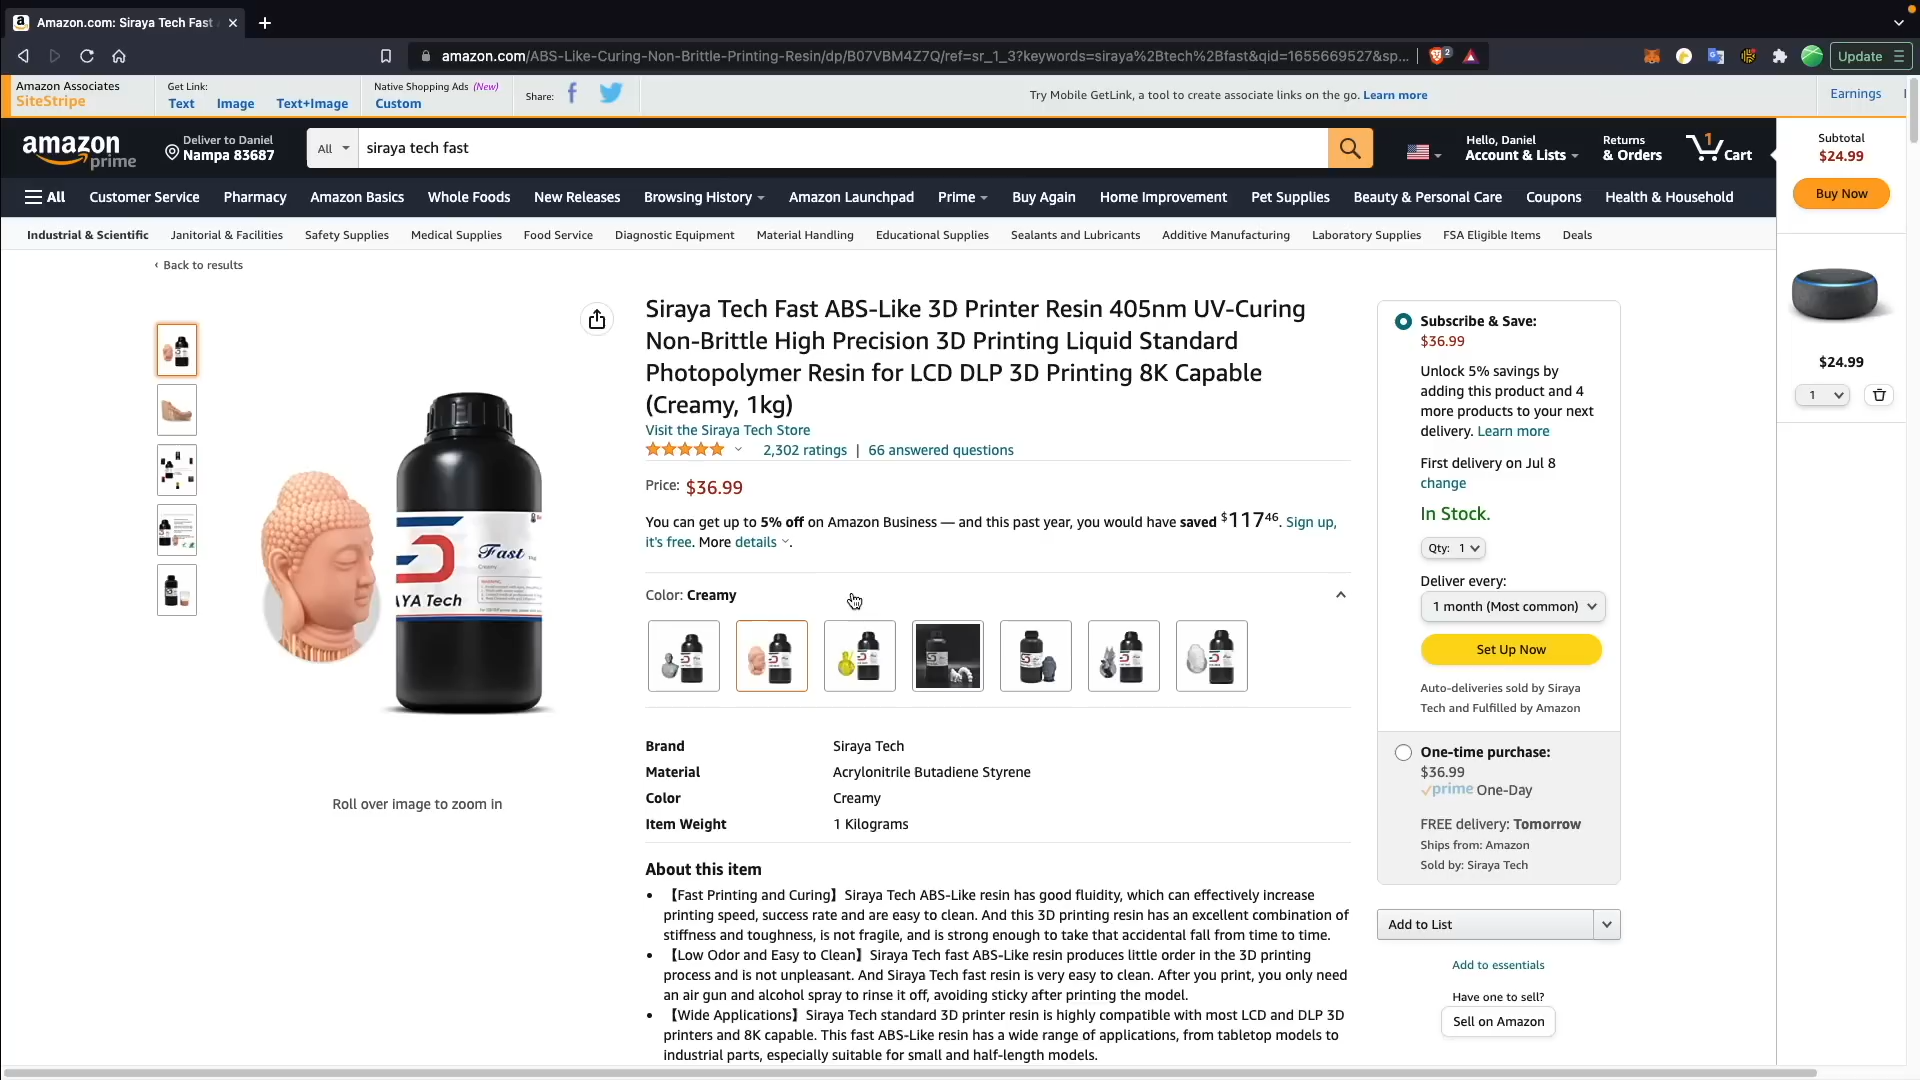 Amazon.com: Siraya Tech Fast
amazon.com/ABS-Like-Curing-Non-Brittle-Printing-Resin/dp/B07VBM4Z7Q/ref=sr_1_3?keywords=siraya%2Btech%2Bfast&qid=1655669527&sp...
2
Update
Amazon Associates
SiteStripe
Get Link:
Text Image Text+Image
Native Shopping Ads (New)
Custom
Share:
Try Mobile GetLink, a tool to create associate links on the go. Learn more
Earnings
amazon prime
Deliver to Daniel
Nampa 83687
All
siraya tech fast
Hello, Daniel
Account & Lists
Returns
& Orders
1
Cart
Subtotal
$24.99
Buy Now
$24.99
1
All Customer Service Pharmacy Amazon Basics Whole Foods New Releases Browsing History Amazon Launchpad Prime Buy Again Home Improvement Pet Supplies Beauty & Personal Care Coupons Health & Household
Industrial & Scientific Janitorial & Facilities Safety Supplies Medical Supplies Food Service Diagnostic Equipment Material Handling Educational Supplies Sealants and Lubricants Additive Manufacturing Laboratory Supplies FSA Eligible Items Deals
‹ Back to results
Fast
AYA Tech
Roll over image to zoom in
Siraya Tech Fast ABS-Like 3D Printer Resin 405nm UV-Curing
Non-Brittle High Precision 3D Printing Liquid Standard
Photopolymer Resin for LCD DLP 3D Printing 8K Capable
(Creamy, 1kg)
Visit the Siraya Tech Store
2,302 ratings | 66 answered questions
Price: $36.99
You can get up to 5% off on Amazon Business — and this past year, you would have saved $117.46. Sign up,
it's free. More details.
Color: Creamy
Brand Siraya Tech
Material Acrylonitrile Butadiene Styrene
Color Creamy
Item Weight 1 Kilograms
About this item
• 【Fast Printing and Curing】Siraya Tech ABS-Like resin has good fluidity, which can effectively increase
printing speed, success rate and are easy to clean. And this 3D printing resin has an excellent combination of
stiffness and toughness, is not fragile, and is strong enough to take that accidental fall from time to time.
• 【Low Odor and Easy to Clean】Siraya Tech fast ABS-Like resin produces little order in the 3D printing
process and is not unpleasant. And Siraya Tech fast resin is very easy to clean. After you print, you only need
an air gun and alcohol spray to rinse it off, avoiding sticky after printing the model.
• 【Wide Applications】Siraya Tech standard 3D printer resin is highly compatible with most LCD and DLP 3D
printers and 8K capable. This fast ABS-Like resin has a wide range of applications, from tabletop models to
industrial parts, especially suitable for small and half-length models.
Subscribe & Save:
$36.99
Unlock 5% savings by
adding this product and 4
more products to your next
delivery. Learn more
First delivery on Jul 8
change
In Stock.
Qty: 1
Deliver every:
1 month (Most common)
Set Up Now
Auto-deliveries sold by Siraya
Tech and Fulfilled by Amazon
One-time purchase:
$36.99
prime One-Day
FREE delivery: Tomorrow
Ships from: Amazon
Sold by: Siraya Tech
Add to List
Add to essentials
Have one to sell?
Sell on Amazon